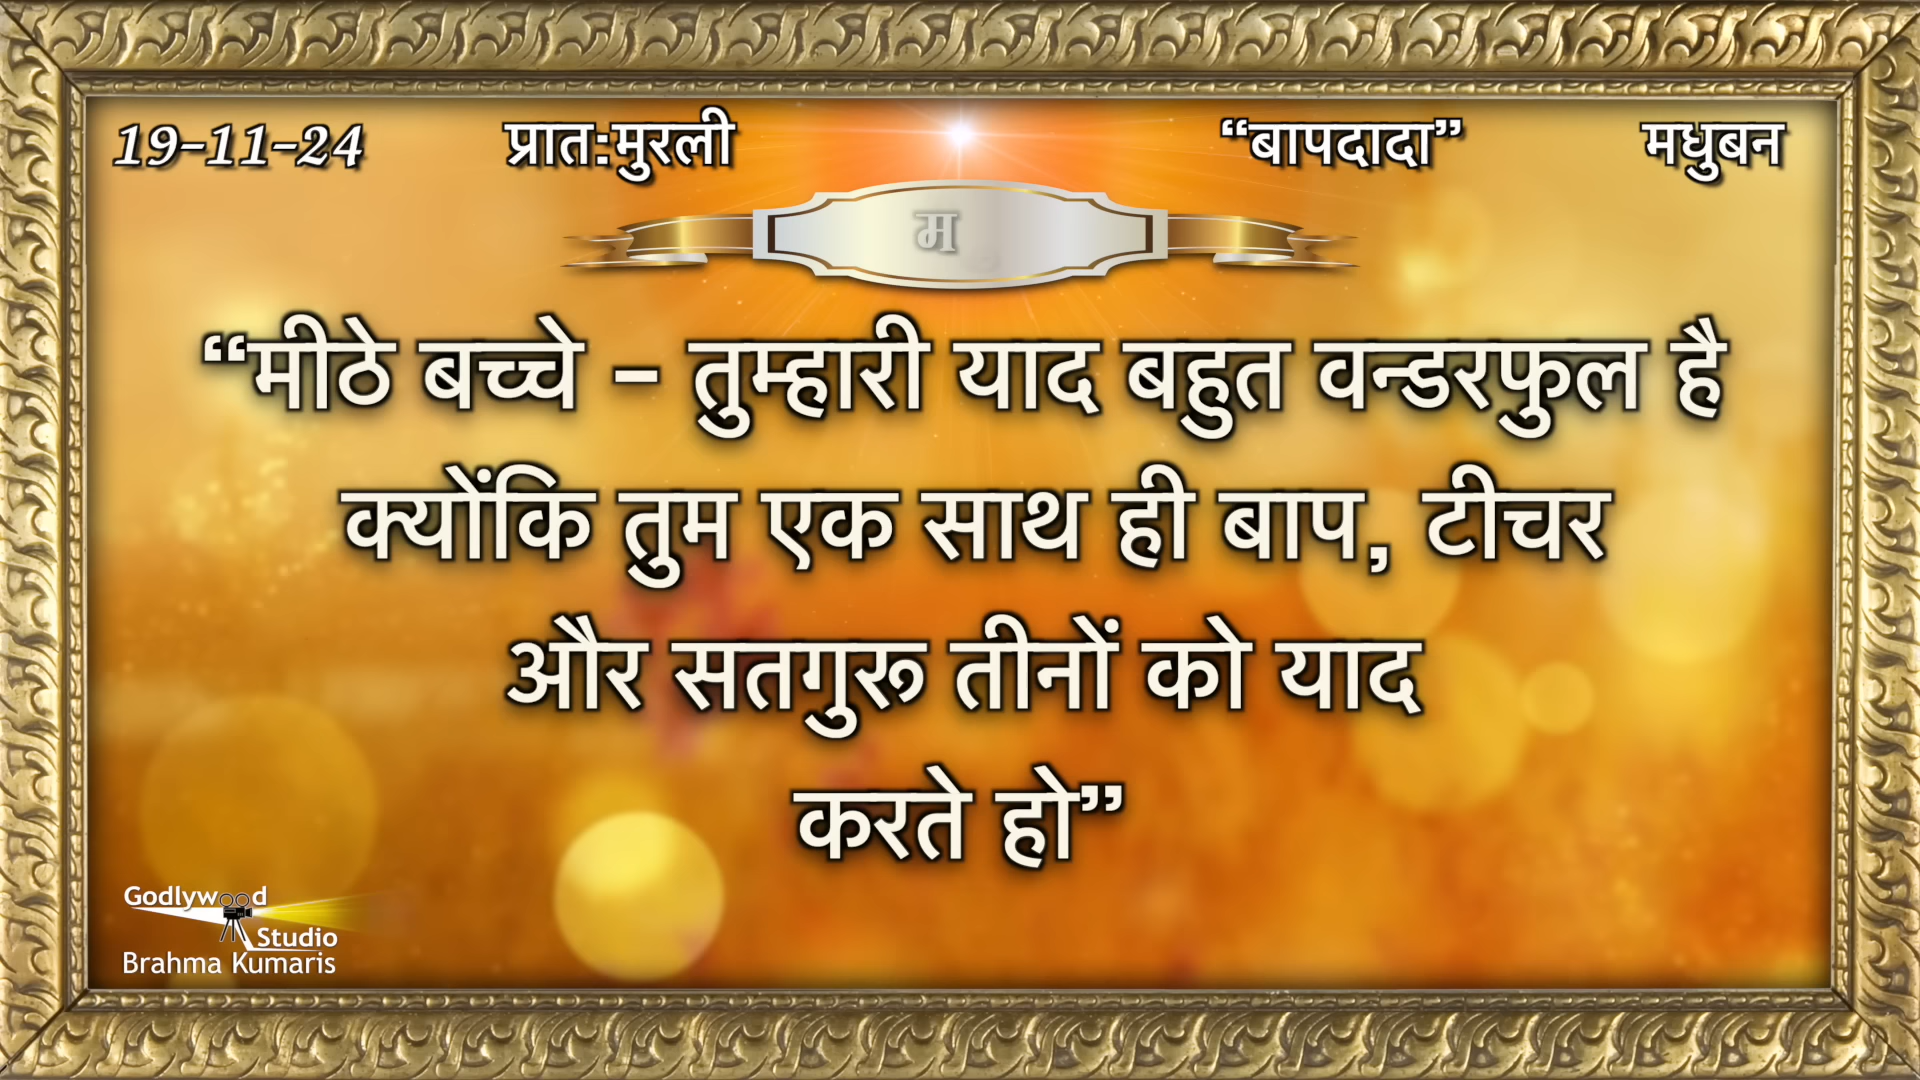 19-11-24 प्रात:मुरली “बापदादा” मधुबन
म
“मीठे बच्चे - तुम्हारी याद बहुत वन्डरफुल है
क्योंकि तुम एक साथ ही बाप, टीचर
और सतगुरू तीनों को याद
करते हो”
Godlywood
Studio
Brahma Kumaris